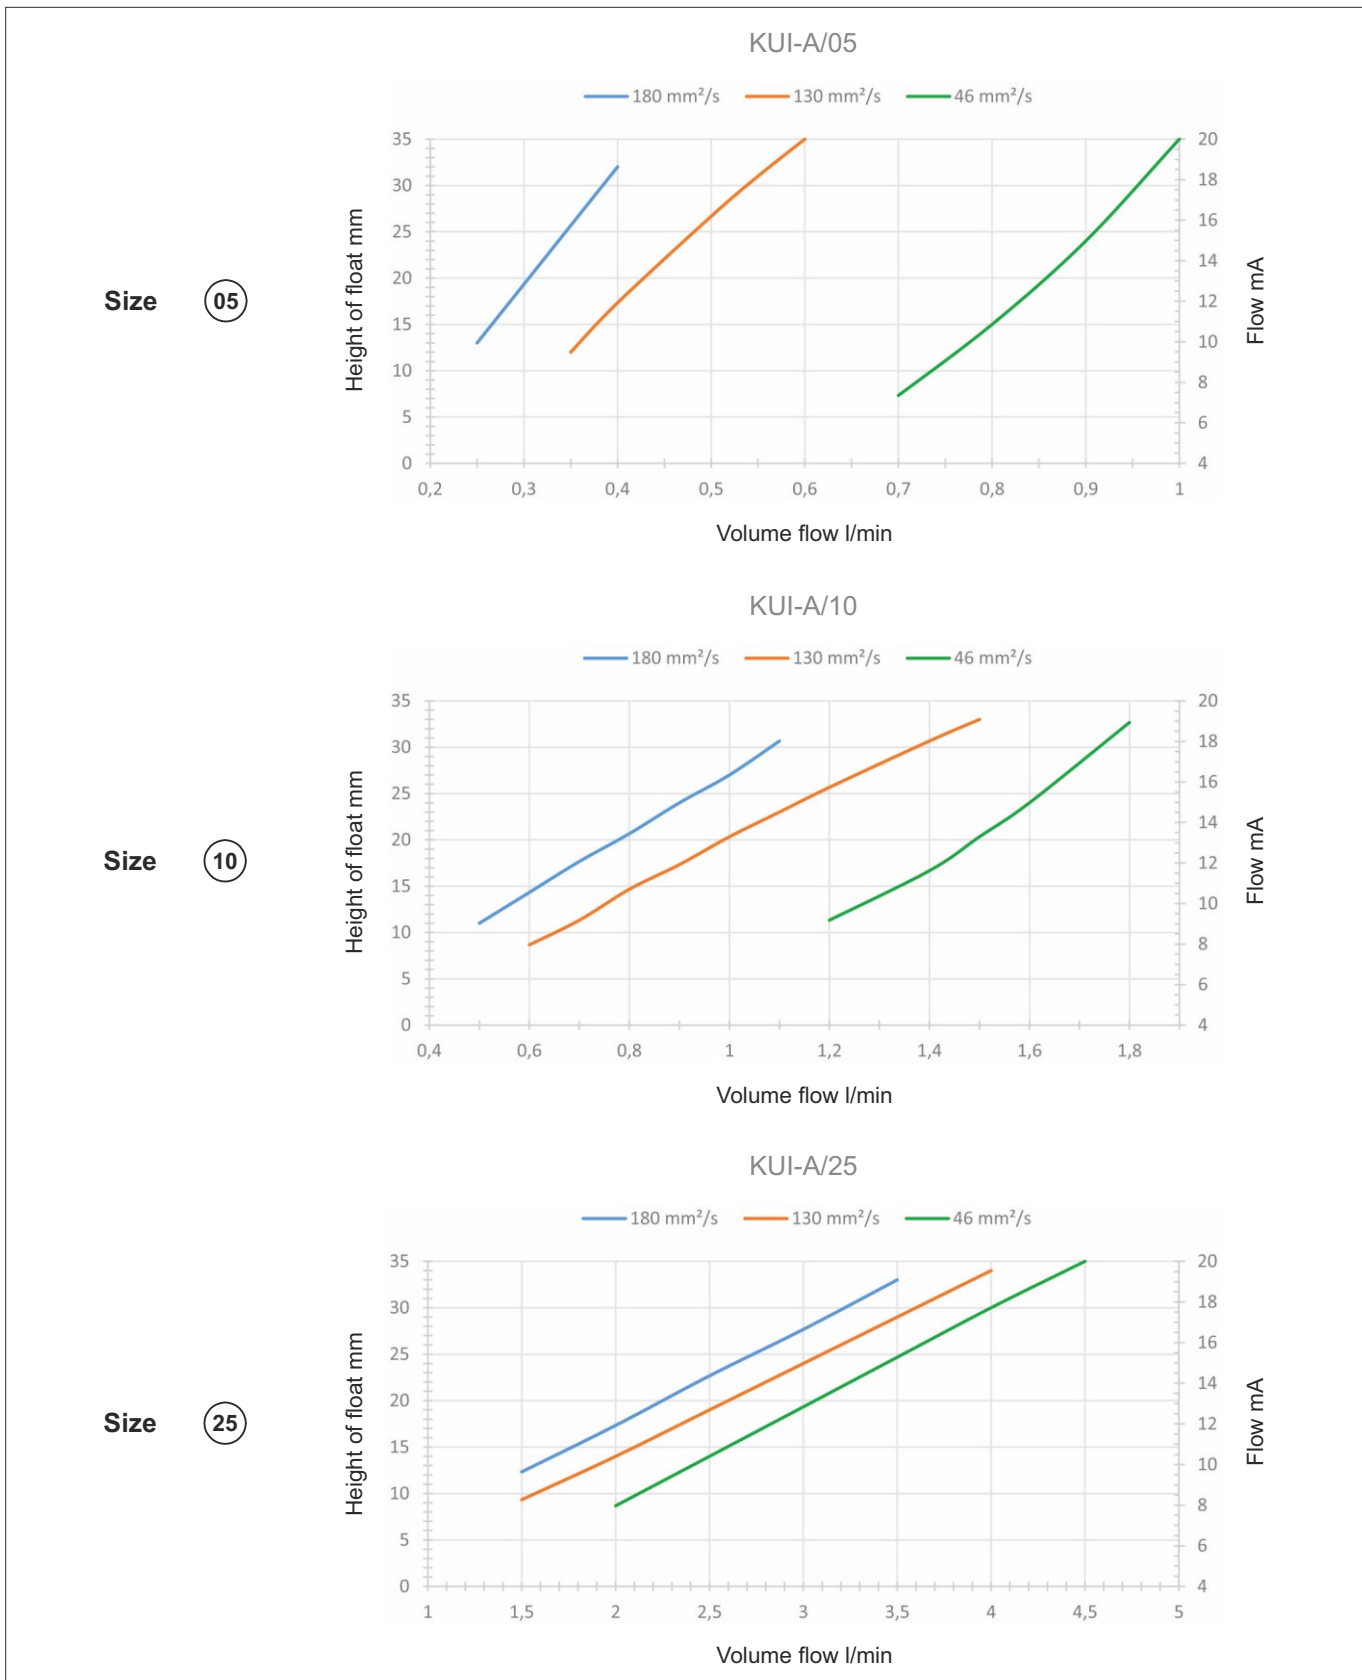 KUI-A/05
180 mm²/s 130 mm²/s 46 mm²/s
35 20
30 18
25 16
20 14
15 12
10 10
5 8
0 6
4
Height of float mm
Flow mA
Size 05
0,2 0,3 0,4 0,5 0,6 0,7 0,8 0,9 1
Volume flow l/min
KUI-A/10
180 mm²/s 130 mm²/s 46 mm²/s
35 20
30 18
25 16
20 14
15 12
10 10
5 8
0 6
4
Height of float mm
Flow mA
Size 10
0,4 0,6 0,8 1 1,2 1,4 1,6 1,8
Volume flow l/min
KUI-A/25
180 mm²/s 130 mm²/s 46 mm²/s
35 20
30 18
25 16
20 14
15 12
10 10
5 8
0 6
4
Height of float mm
Flow mA
Size 25
1 1,5 2 2,5 3 3,5 4 4,5 5
Volume flow l/min